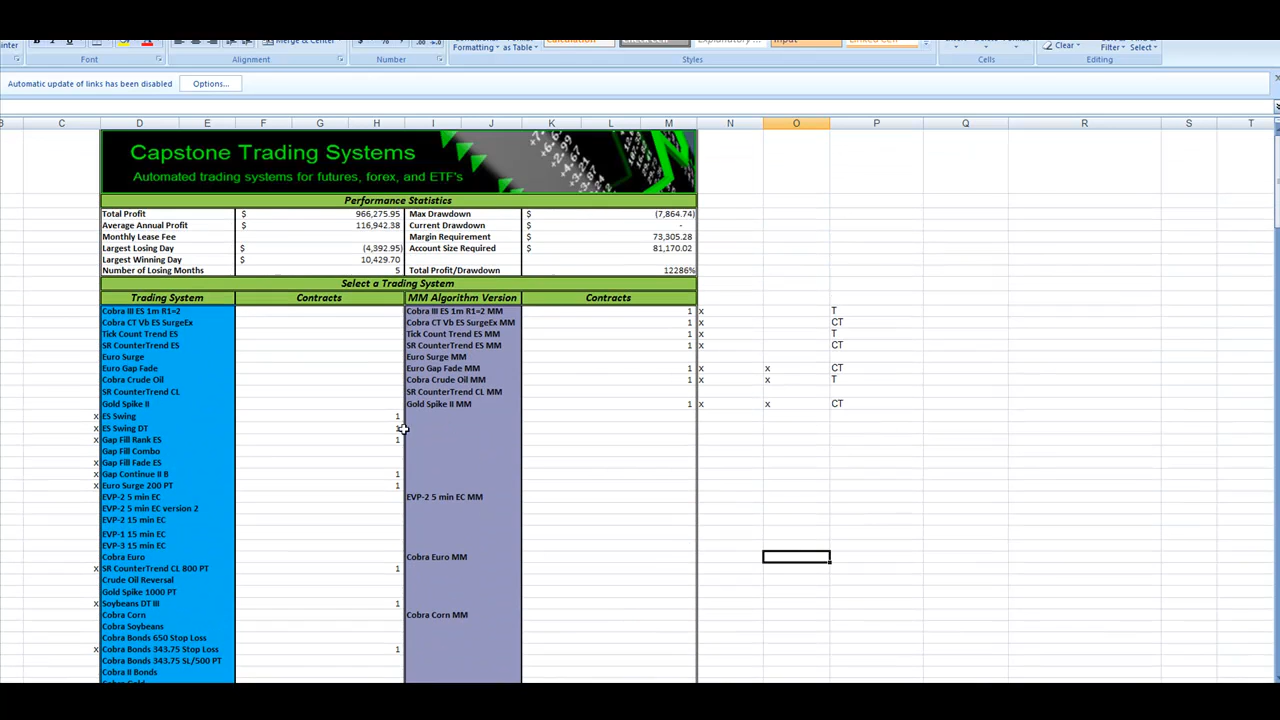 inter B I U A Merge & Center $ % , Formatting as Table Calculation Explanatory ... Input Linked Cell Clear Filter Select
Font Alignment Number Styles Cells Editing
Automatic update of links has been disabled Options...
C D E F G H I J K L M N O P Q R S T
Capstone Trading Systems
Automated trading systems for futures, forex, and ETF's
Performance Statistics
Total Profit $ 966,275.95 Max Drawdown $ (7,864.74)
Average Annual Profit $ 116,942.38 Current Drawdown $ -
Monthly Lease Fee Margin Requirement $ 73,305.28
Largest Losing Day $ (4,392.95) Account Size Required $ 81,170.02
Largest Winning Day $ 10,429.70
Number of Losing Months 5 Total Profit/Drawdown 12286%
Select a Trading System
Trading System Contracts MM Algorithm Version Contracts
Cobra III ES 1m R1=2 Cobra III ES 1m R1=2 MM 1 x T
Cobra CT Vb ES SurgeEx Cobra CT Vb ES SurgeEx MM 1 x CT
Tick Count Trend ES Tick Count Trend ES MM 1 x T
SR CounterTrend ES SR CounterTrend ES MM 1 x CT
Euro Surge Euro Surge MM
Euro Gap Fade Euro Gap Fade MM 1 x x CT
Cobra Crude Oil Cobra Crude Oil MM 1 x x T
SR CounterTrend CL SR CounterTrend CL MM
Gold Spike II Gold Spike II MM 1 x x CT
x ES Swing 1
x ES Swing DT 1
x Gap Fill Rank ES 1
Gap Fill Combo
x Gap Fill Fade ES
x Gap Continue II B 1
x Euro Surge 200 PT 1
EVP-2 5 min EC EVP-2 5 min EC MM
EVP-2 5 min EC version 2
EVP-2 15 min EC
EVP-1 15 min EC
EVP-3 15 min EC
Cobra Euro Cobra Euro MM
x SR CounterTrend CL 800 PT 1
Crude Oil Reversal
Gold Spike 1000 PT
x Soybeans DT III 1
Cobra Corn Cobra Corn MM
Cobra Soybeans
Cobra Bonds 650 Stop Loss
x Cobra Bonds 343.75 Stop Loss 1
Cobra Bonds 343.75 SL/500 PT
Cobra II Bonds
Cobra Gold